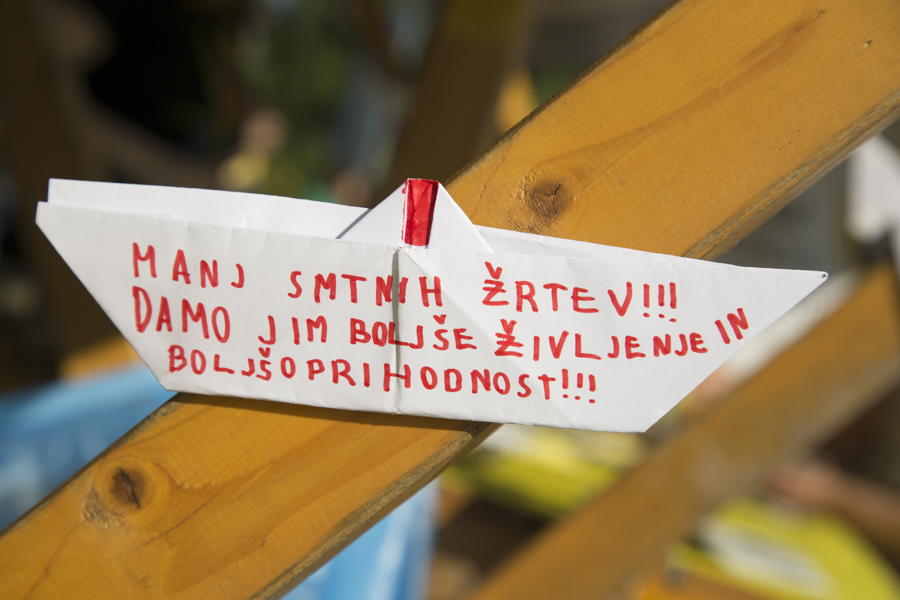 MANJ SMTNIH ŽRTEV!!!
DAMO JIM BOLJŠE ŽIVLJENJE IN
BOLJŠO PRIHODNOST!!!